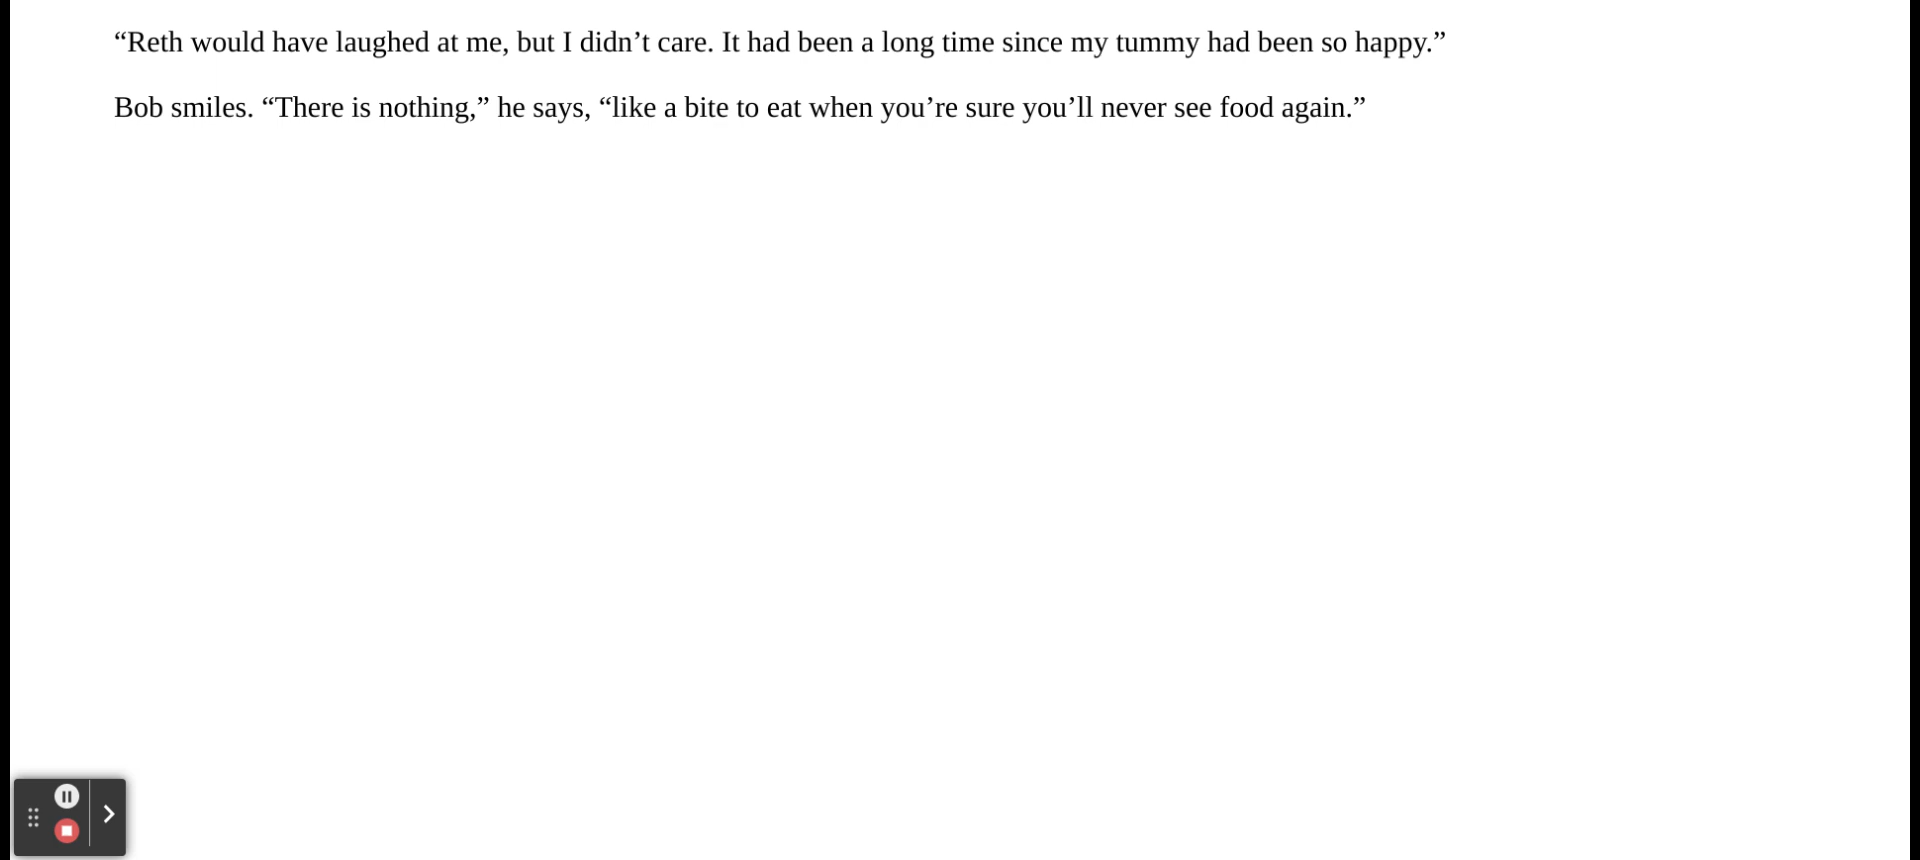 “Reth would have laughed at me, but I didn’t care. It had been a long time since my tummy had been so happy.”
Bob smiles. “There is nothing,” he says, “like a bite to eat when you’re sure you’ll never see food again.”